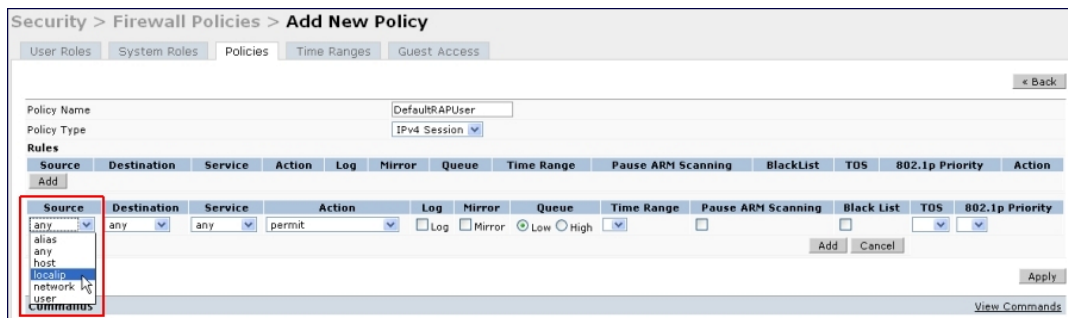 Security > Firewall Policies > Add New Policy
User Roles System Roles Policies Time Ranges Guest Access
« Back
Policy Name DefaultRAPUser
Policy Type IPv4 Session
Rules
Source Destination Service Action Log Mirror Queue Time Range Pause ARM Scanning BlackList TOS 802.1p Priority Action
Add
Source Destination Service Action Log Mirror Queue Time Range Pause ARM Scanning Black List TOS 802.1p Priority
any any any permit Log Mirror Low High
alias
any
host
localip
network
user
Add Cancel
Apply
Commands View Commands